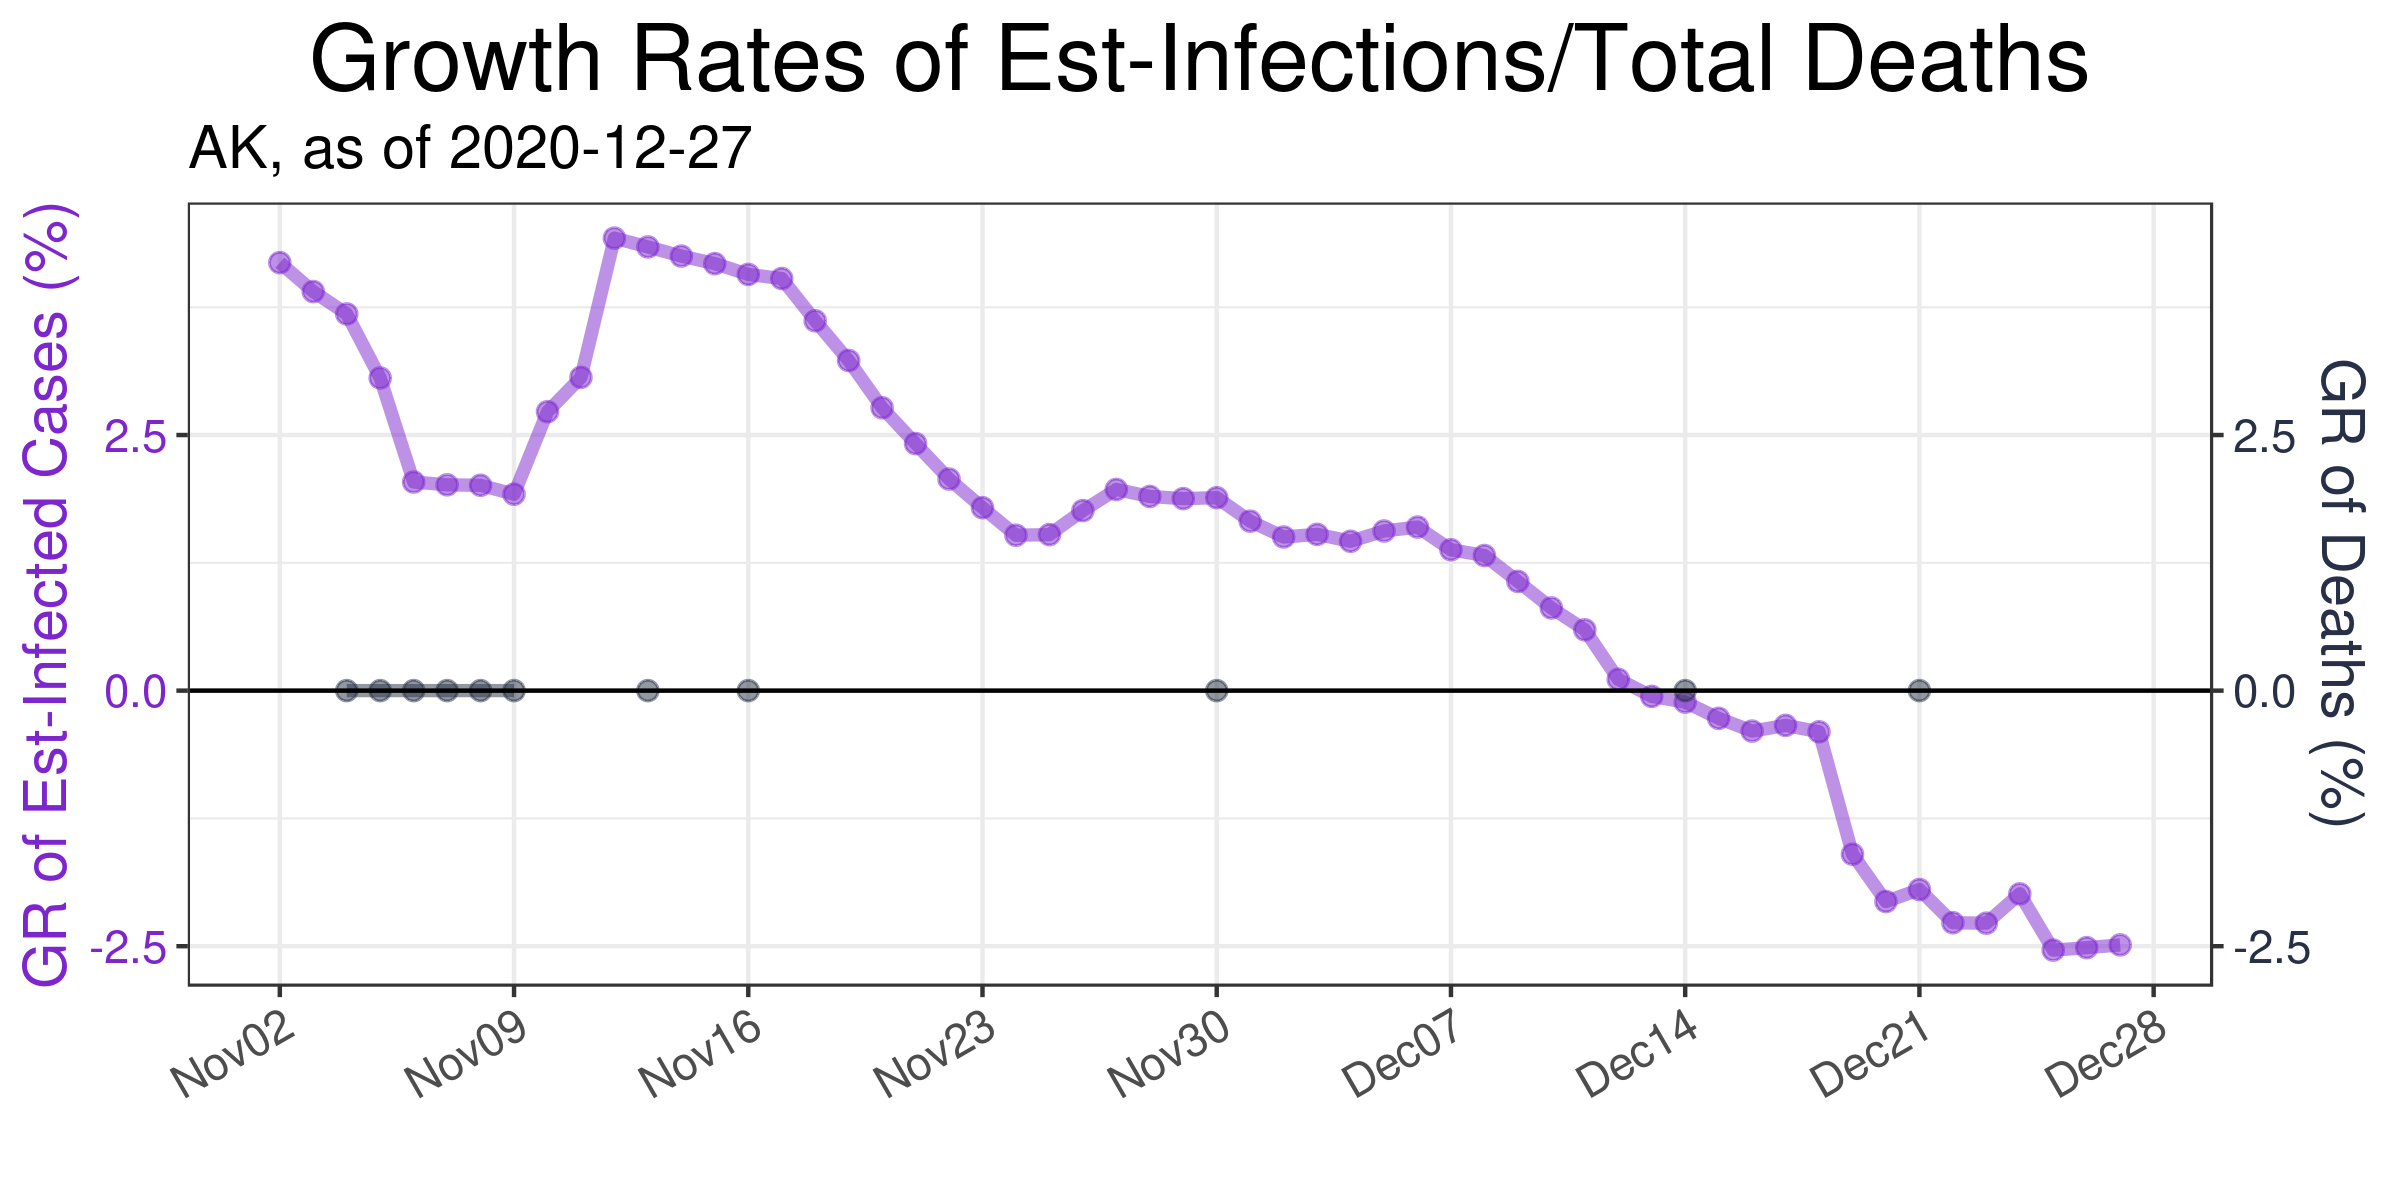 Growth Rates of Est-Infections/Total Deaths
AK, as of 2020-12-27
GR of Est-Infected Cases (%)
2.5
0.0
-2.5
2.5
0.0
-2.5
GR of Deaths (%)
Nov02
Nov09
Nov16
Nov23
Nov30
Dec07
Dec14
Dec21
Dec28